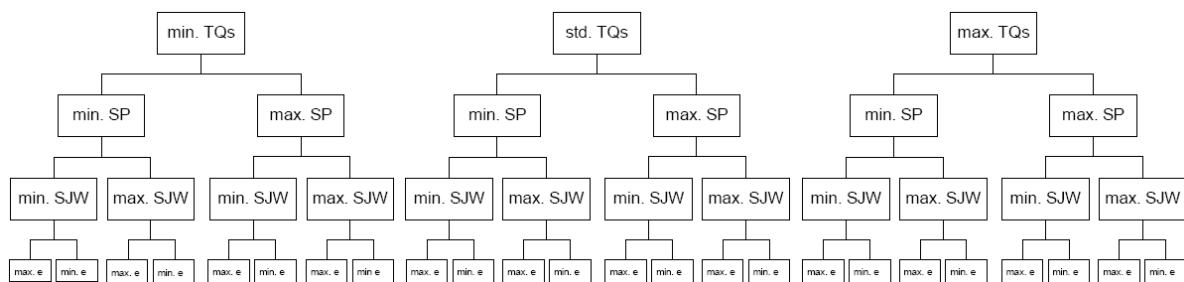 min. TQs std. TQs max. TQs
min. SP max. SP min. SP max. SP min. SP max. SP
min. SJW max. SJW min. SJW max. SJW min. SJW max. SJW min. SJW max. SJW min. SJW max. SJW min. SJW max. SJW
max. e min. e max. e min. e max. e min. e max. e min e max. e min. e max. e min. e max. e min. e max. e min. e max. e min. e max. e min. e max. e min. e max. e min. e